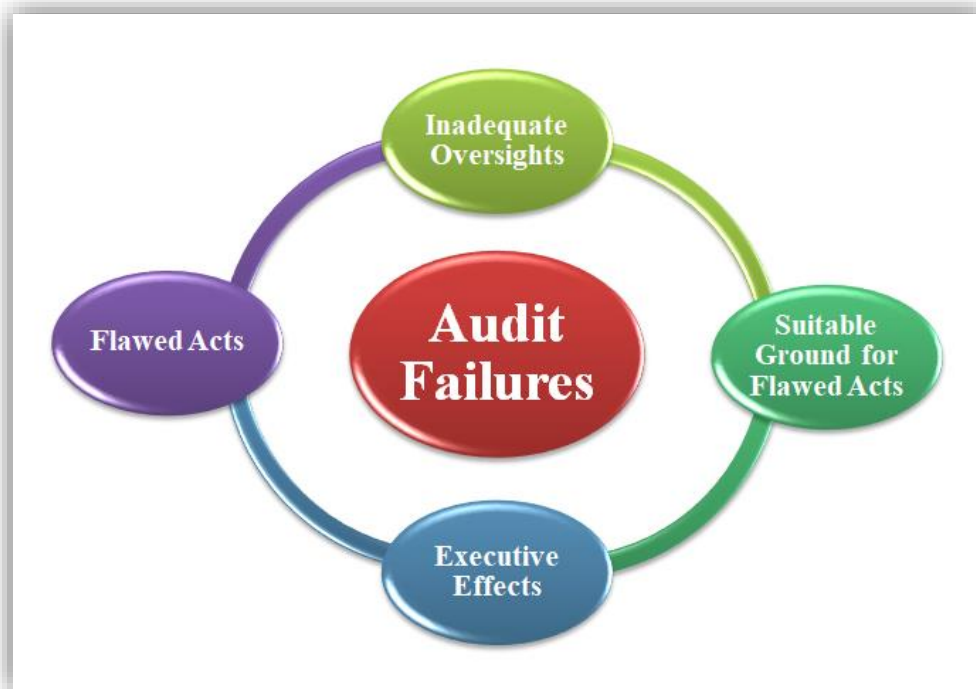 Inadequate
Oversights
Flawed Acts
Audit
Failures
Suitable
Ground for
Flawed Acts
Executive
Effects